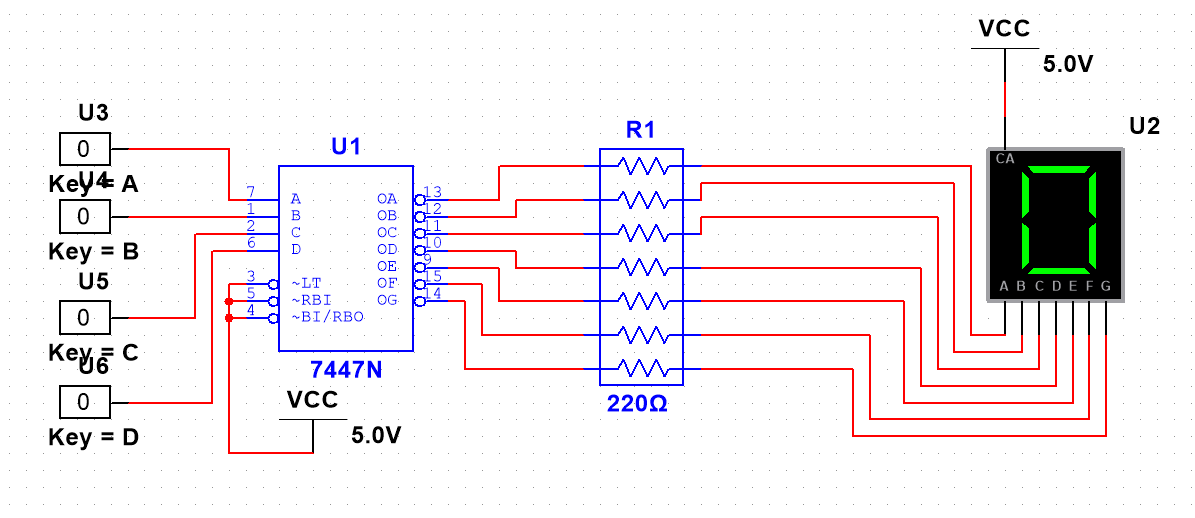 VCC
5.0V
U3
0
Key = A
U4
0
Key = B
U5
0
Key = C
U6
0
Key = D
U1
7 A OA 13
1 B OB 12
2 C OC 11
6 D OD 10
OE 9
3 ~LT OF 15
5 ~RBI OG 14
4 ~BI/RBO
7447N
VCC
5.0V
R1
220Ω
U2
CA
A B C D E F G